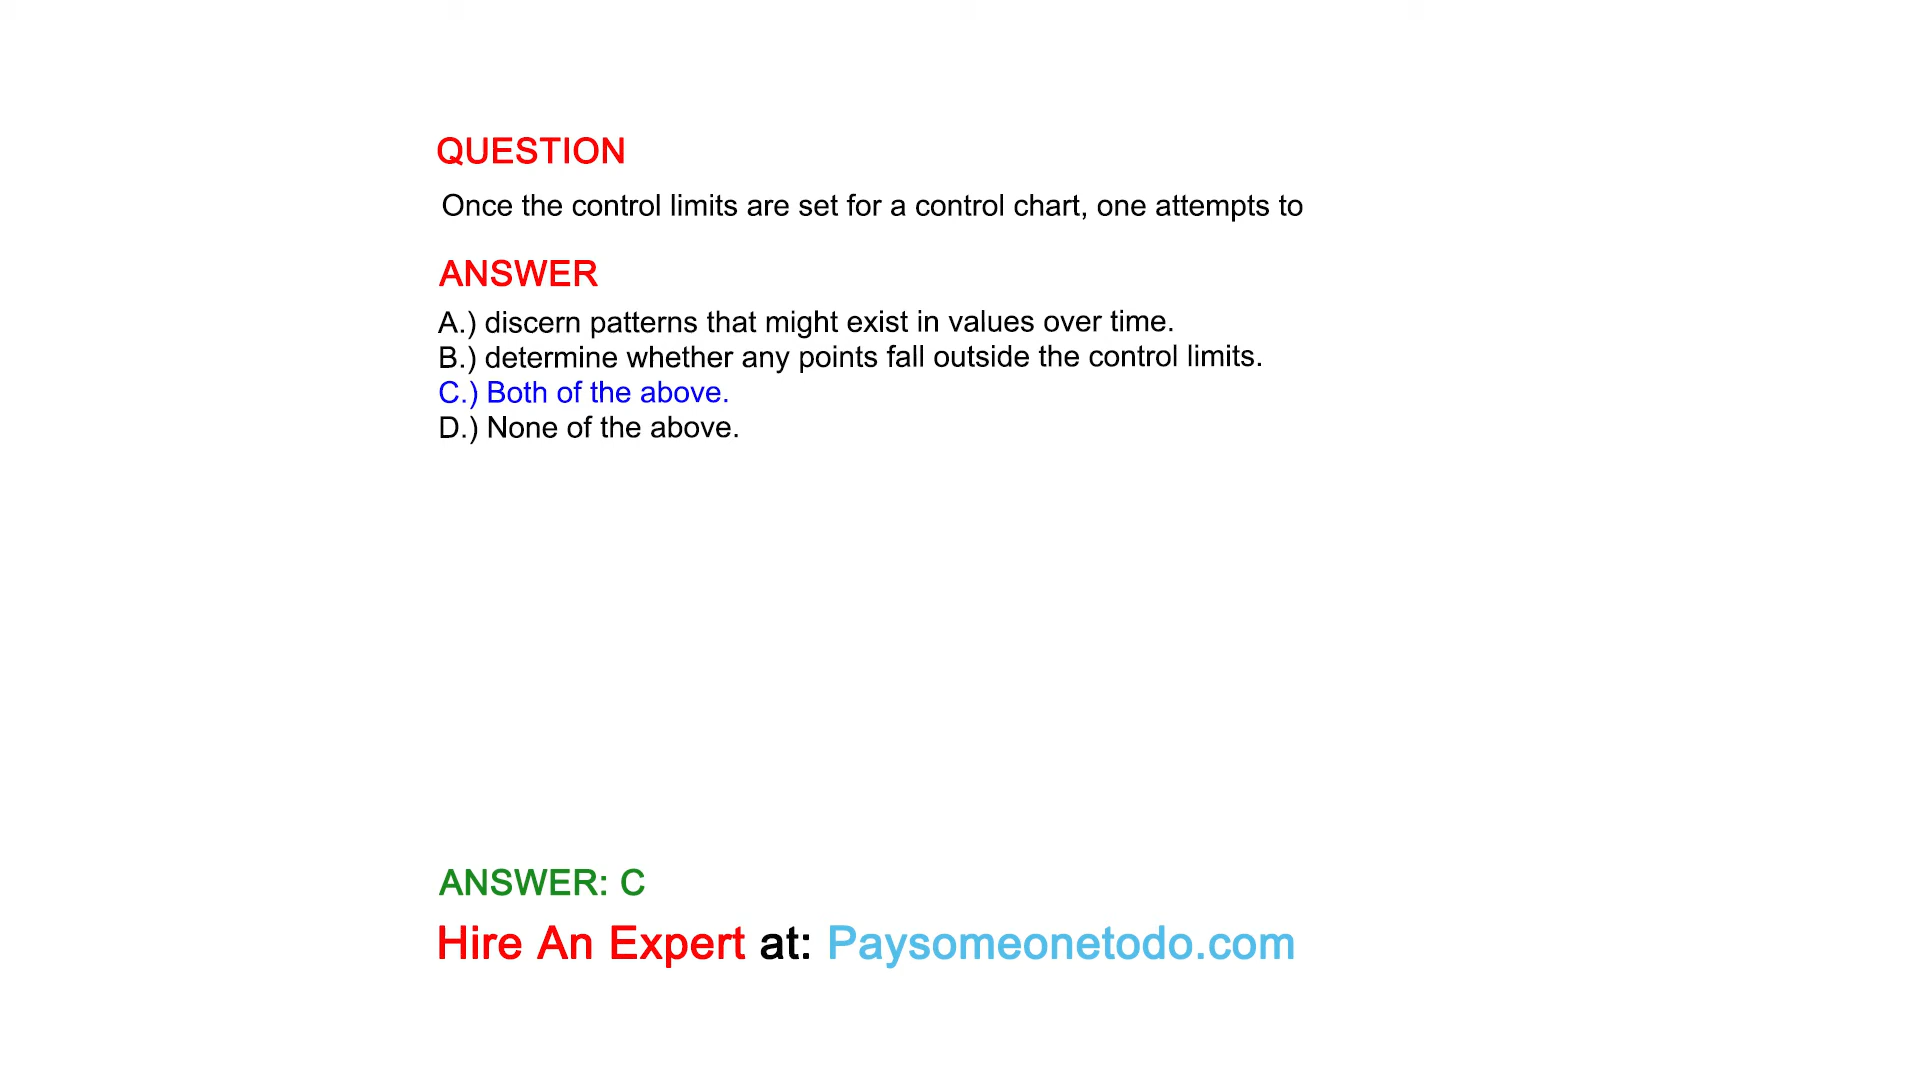 QUESTION
Once the control limits are set for a control chart, one attempts to
ANSWER
A.) discern patterns that might exist in values over time.
B.) determine whether any points fall outside the control limits.
C.) Both of the above.
D.) None of the above.
ANSWER: C
Hire An Expert at: Paysomeonetodo.com